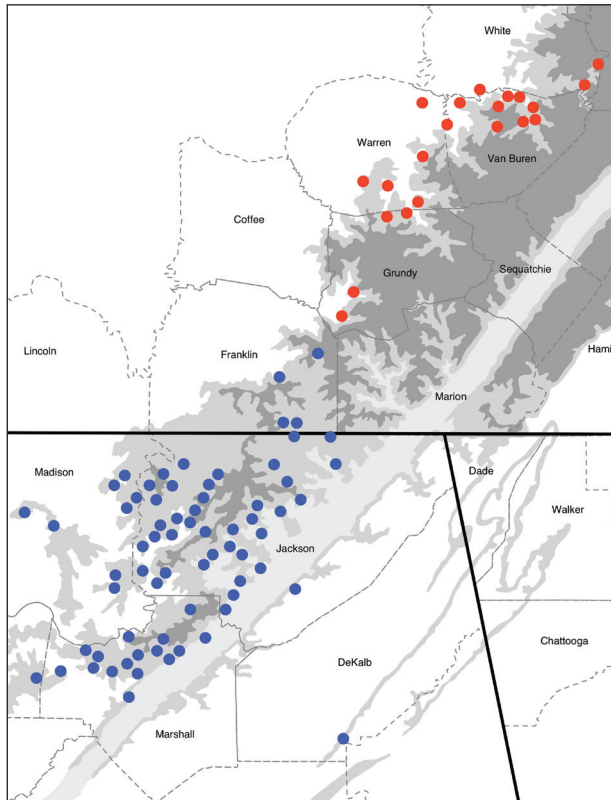 White
Warren
Van Buren
Coffee
Grundy
Sequatchie
Lincoln
Franklin
Hami
Marion
Madison
Dade
Walker
Jackson
Chattooga
DeKalb
Marshall